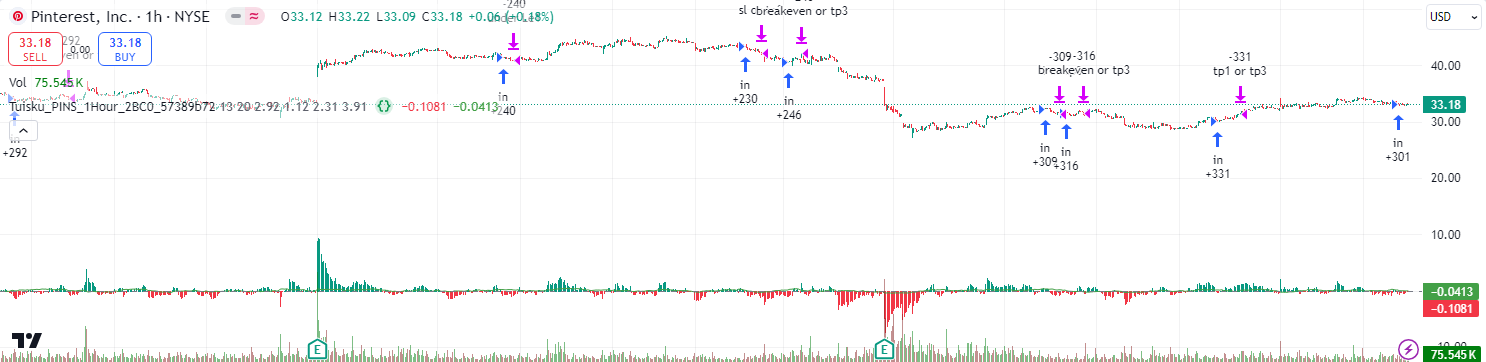 Pinterest, Inc. · 1h · NYSE
O33.12 H33.22 L33.09 C33.18 +0.06 (+0.18%)
USD
33.18
SELL
0.00
33.18
BUY
Vol 75.545 K
Tuisku_PINS_1Hour_2BC0_57389b72 13 20 2.92 1.12 2.31 3.91 −0.1081 −0.0413
-240
sl
breakeven or tp3
-309
-316
breakeven or tp3
-331
tp1 or tp3
in
+292
in
+240
in
+230
in
+246
in
+309
in
+316
in
+331
in
+301
40.00
33.18
30.00
20.00
10.00
−0.0413
−0.1081
75.545 K
E
E